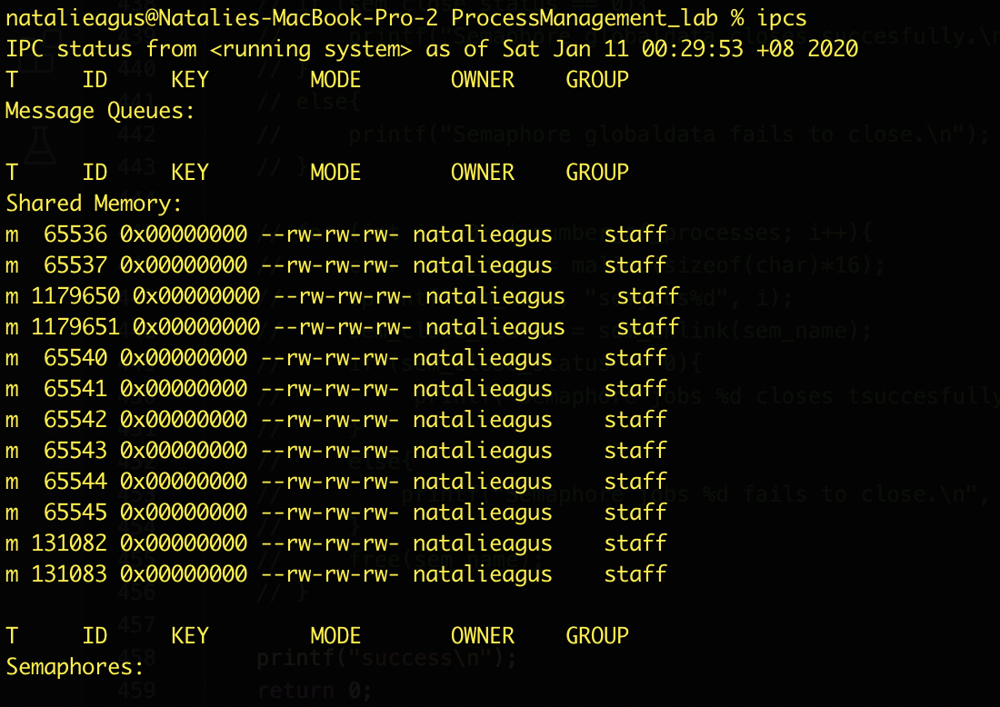 natalieagus@Natalies-MacBook-Pro-2 ProcessManagement_lab % ipcs
IPC status from <running system> as of Sat Jan 11 00:29:53 +08 2020
T     ID     KEY        MODE       OWNER    GROUP
Message Queues:
T     ID     KEY        MODE       OWNER    GROUP
Shared Memory:
m  65536 0x00000000 --rw-rw-rw- natalieagus    staff
m  65537 0x00000000 --rw-rw-rw- natalieagus    staff
m 1179650 0x00000000 --rw-rw-rw- natalieagus    staff
m 1179651 0x00000000 --rw-rw-rw- natalieagus    staff
m  65540 0x00000000 --rw-rw-rw- natalieagus    staff
m  65541 0x00000000 --rw-rw-rw- natalieagus    staff
m  65542 0x00000000 --rw-rw-rw- natalieagus    staff
m  65543 0x00000000 --rw-rw-rw- natalieagus    staff
m  65544 0x00000000 --rw-rw-rw- natalieagus    staff
m  65545 0x00000000 --rw-rw-rw- natalieagus    staff
m 131082 0x00000000 --rw-rw-rw- natalieagus    staff
m 131083 0x00000000 --rw-rw-rw- natalieagus    staff
T     ID     KEY        MODE       OWNER    GROUP
Semaphores: